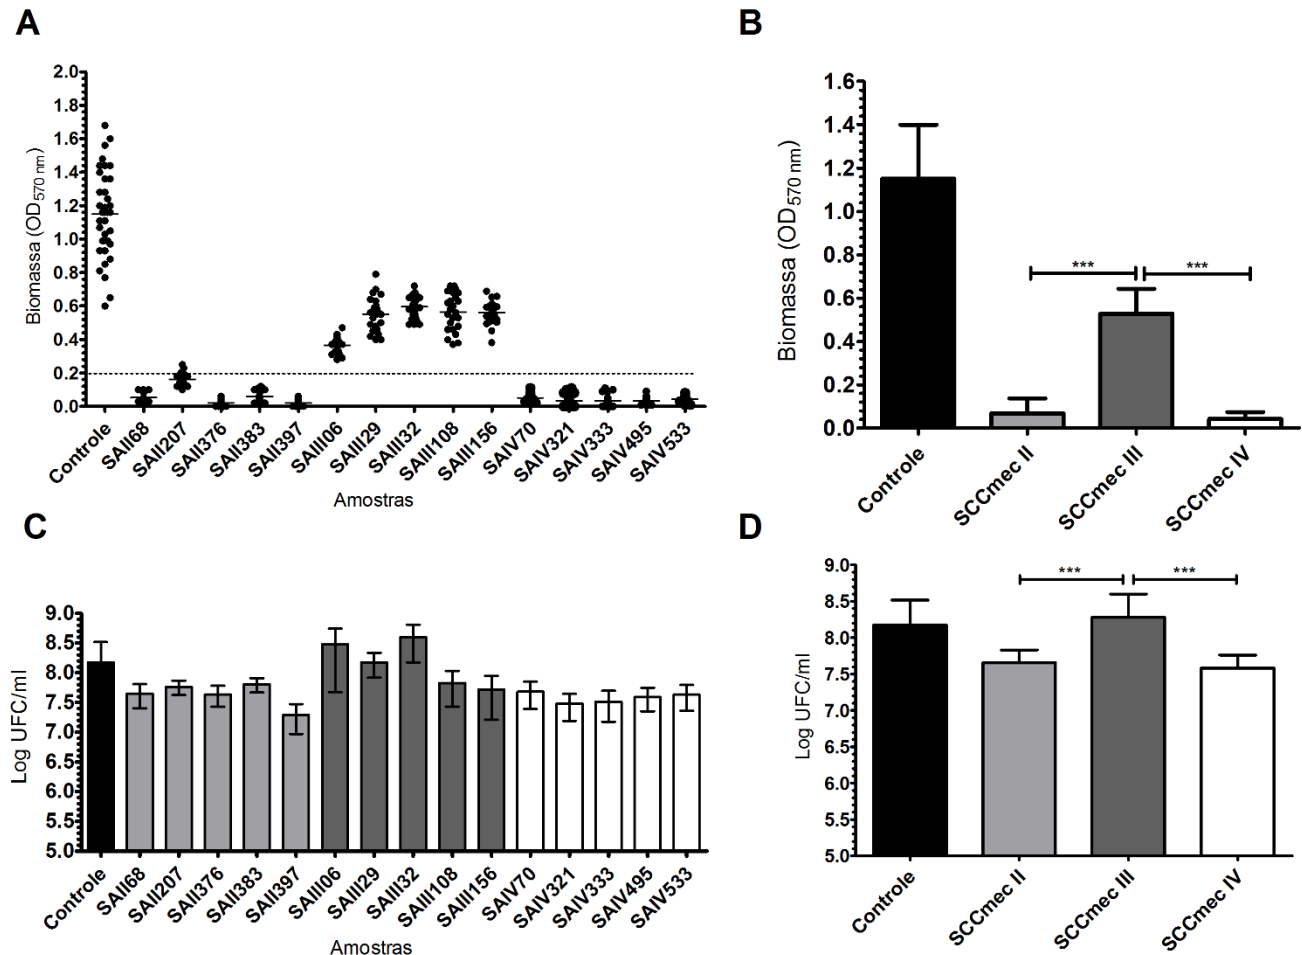 A
Biomassa (OD570 nm)
2.0
1.8
1.6
1.4
1.2
1.0
0.8
0.6
0.4
0.2
0.0
Controle
SAII68
SAII207
SAII376
SAII383
SAII397
SAIII06
SAIII29
SAIII32
SAIII108
SAIII156
SAIV70
SAIV321
SAIV333
SAIV495
SAIV533
Amostras
B
Biomassa (OD570 nm)
1.6
1.4
1.2
1.0
0.8
0.6
0.4
0.2
0.0
***
***
Controle
SCCmec II
SCCmec III
SCCmec IV
C
Log UFC/ml
9.0
8.5
8.0
7.5
7.0
6.5
6.0
5.5
5.0
Controle
SAII68
SAII207
SAII376
SAII383
SAII397
SAIII06
SAIII29
SAIII32
SAIII108
SAIII156
SAIV70
SAIV321
SAIV333
SAIV495
SAIV533
Amostras
D
Log UFC/ml
9.0
8.5
8.0
7.5
7.0
6.5
6.0
5.5
5.0
***
***
Controle
SCCmec II
SCCmec III
SCCmec IV